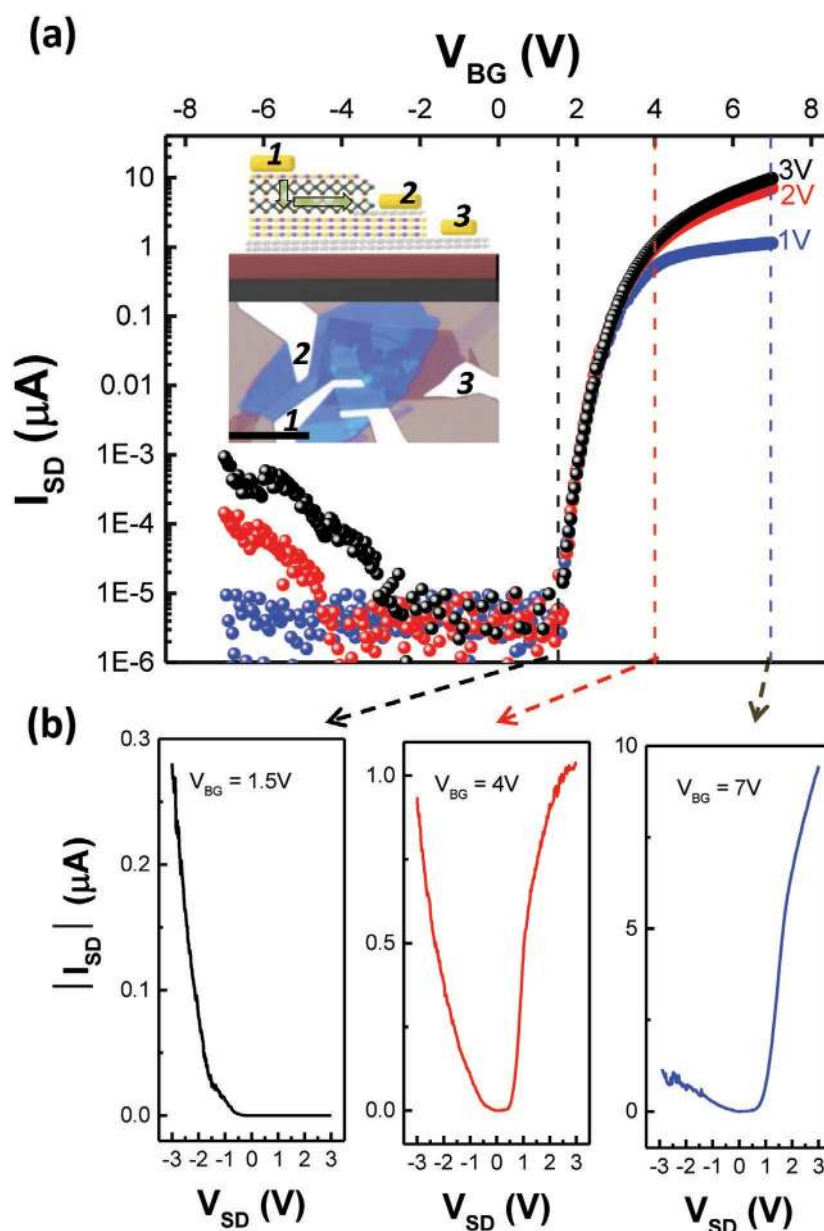 (a)
V_BG (V)
-8 -6 -4 -2 0 2 4 6 8
I_SD (μA)
10
1
0.1
0.01
1E-3
1E-4
1E-5
1E-6
1
2
3
2
3
1
3V
2V
1V
(b)
|I_SD| (μA)
0.3
0.2
0.1
0.0
V_BG = 1.5V
-3 -2 -1 0 1 2 3
V_SD (V)
1.0
0.5
0.0
V_BG = 4V
-3 -2 -1 0 1 2 3
V_SD (V)
10
5
0
V_BG = 7V
-3 -2 -1 0 1 2 3
V_SD (V)